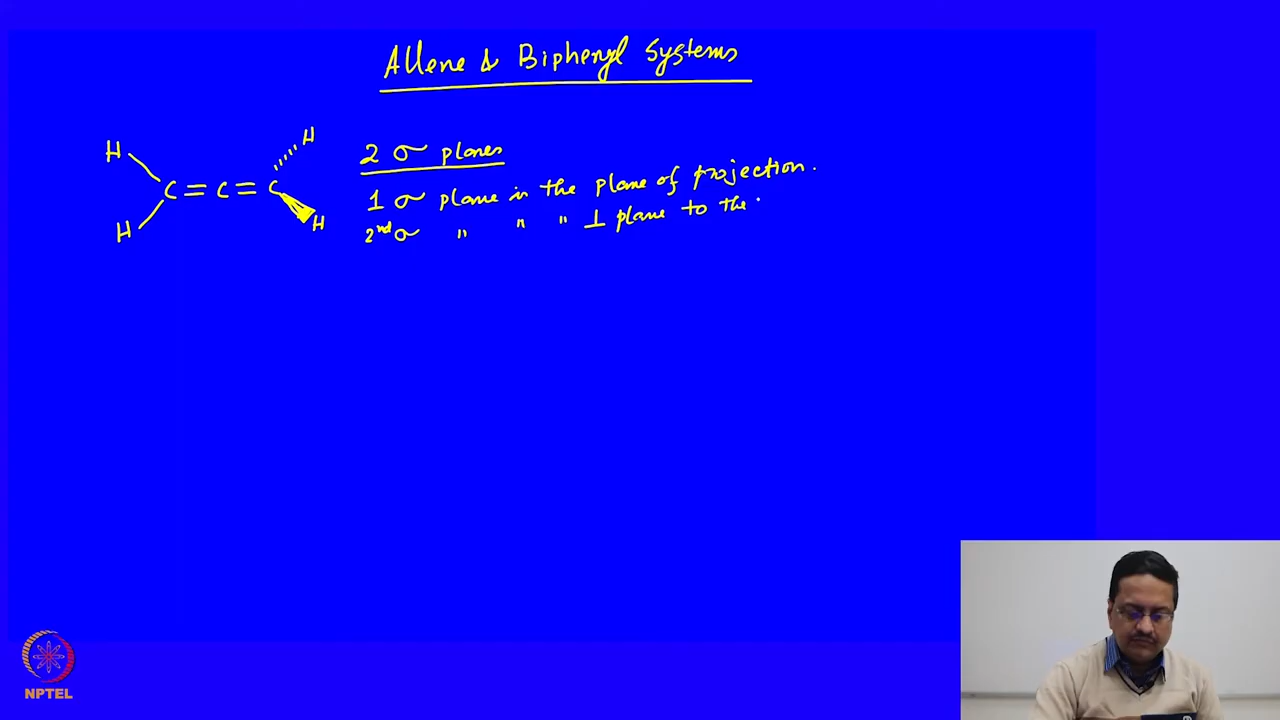 Allene & Biphenyl Systems
H
H
C = C = C
H
H
2 σ planes
1 σ plane in the plane of projection.
2nd σ " " " ⊥ plane to the
NPTEL